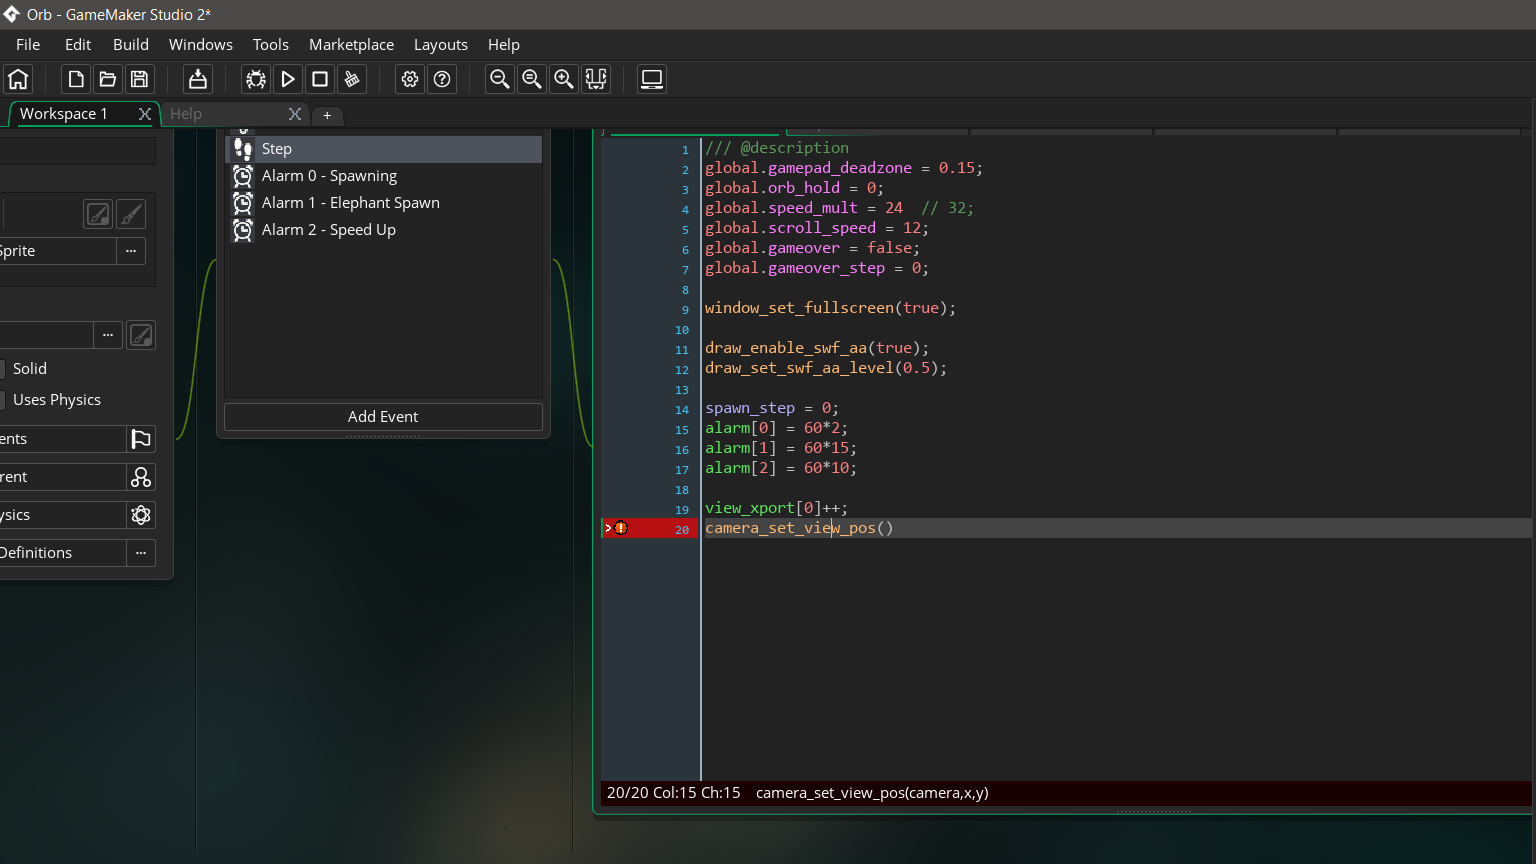 Orb - GameMaker Studio 2*
File Edit Build Windows Tools Marketplace Layouts Help
Workspace 1 X Help X +
Step
Alarm 0 - Spawning
Alarm 1 - Elephant Spawn
Alarm 2 - Speed Up
Add Event
Sprite ...
...
Solid
Uses Physics
ents
rent
ysics
Definitions ...
1 /// @description
2 global.gamepad_deadzone = 0.15;
3 global.orb_hold = 0;
4 global.speed_mult = 24 // 32;
5 global.scroll_speed = 12;
6 global.gameover = false;
7 global.gameover_step = 0;
8
9 window_set_fullscreen(true);
10
11 draw_enable_swf_aa(true);
12 draw_set_swf_aa_level(0.5);
13
14 spawn_step = 0;
15 alarm[0] = 60*2;
16 alarm[1] = 60*15;
17 alarm[2] = 60*10;
18
19 view_xport[0]++;
20 camera_set_view_pos()
20/20 Col:15 Ch:15 camera_set_view_pos(camera,x,y)